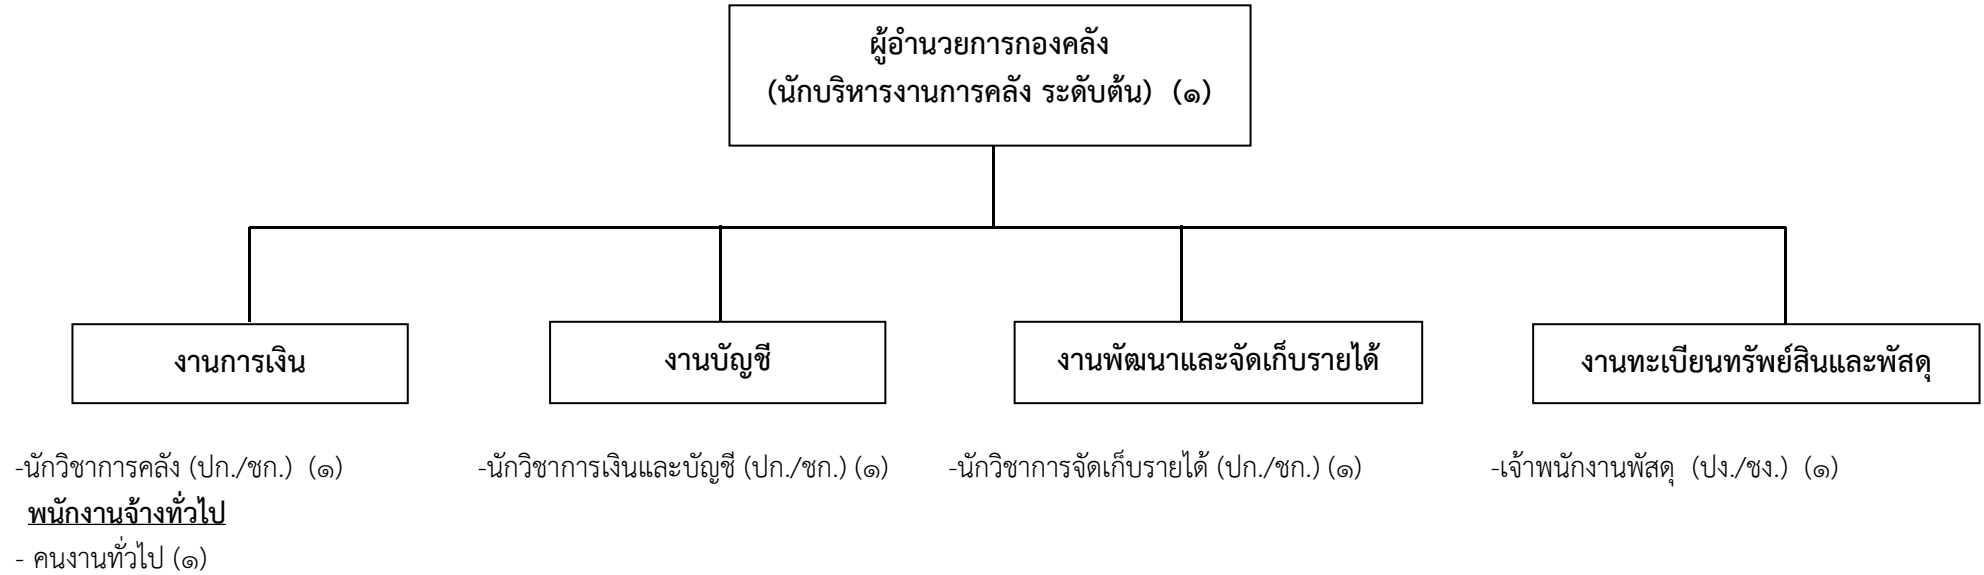 ผู้อำนวยการกองคลัง
(นักบริหารงานการคลัง ระดับต้น) (๑)
งานการเงิน
งานบัญชี
งานพัฒนาและจัดเก็บรายได้
งานทะเบียนทรัพย์สินและพัสดุ
-นักวิชาการคลัง (ปก./ชก.) (๑)
พนักงานจ้างทั่วไป
- คนงานทั่วไป (๑)
-นักวิชาการเงินและบัญชี (ปก./ชก.) (๑)
-นักวิชาการจัดเก็บรายได้ (ปก./ชก.) (๑)
-เจ้าพนักงานพัสดุ (ปง./ชง.) (๑)